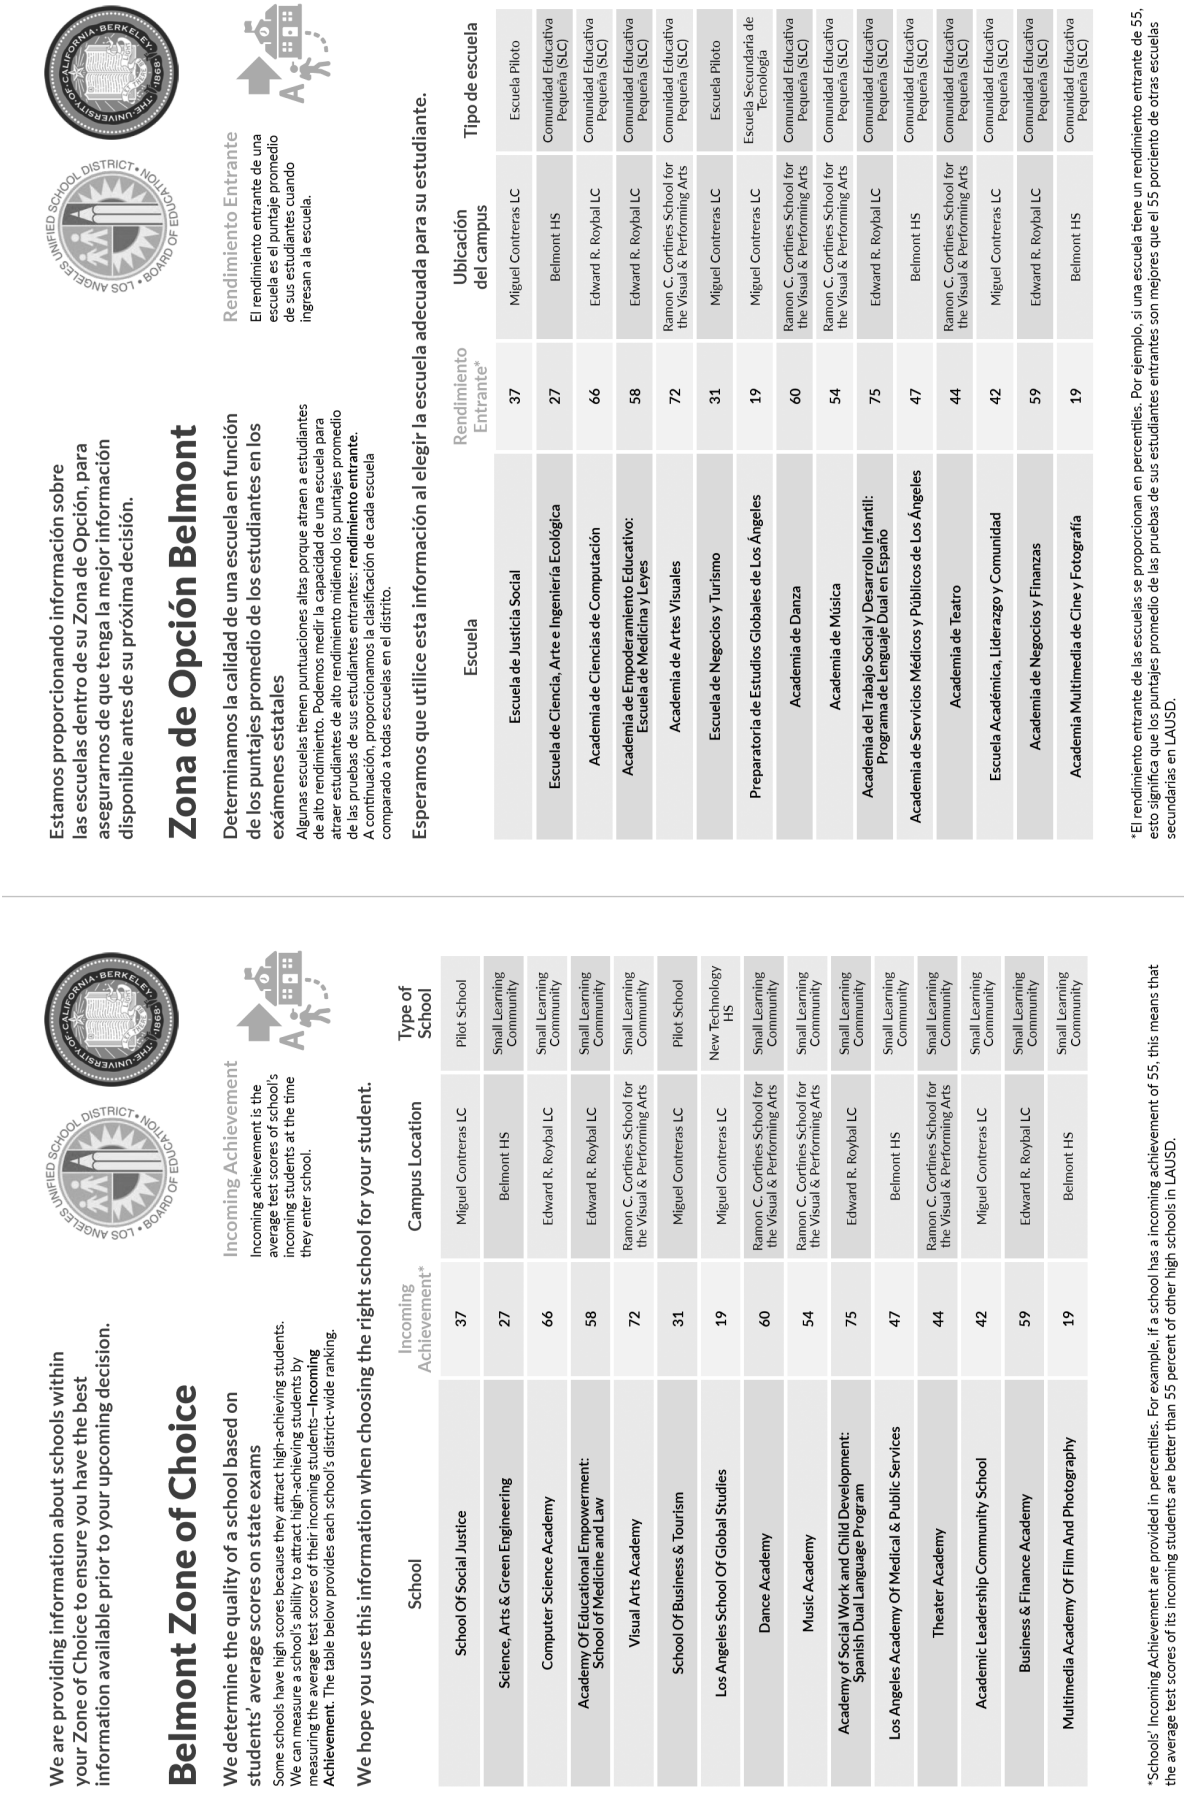 We are providing information about schools within
your Zone of Choice to ensure you have the best
information available prior to your upcoming decision.
LOS ANGELES UNIFIED SCHOOL DISTRICT • BOARD OF EDUCATION •
THE · UNIVERSITY · OF · CALIFORNIA · BERKELEY ·
· 1868 ·
Belmont Zone of Choice
We determine the quality of a school based on
students' average scores on state exams
Some schools have high scores because they attract high-achieving students.
We can measure a school's ability to attract high-achieving students by
measuring the average test scores of their incoming students—Incoming
Achievement. The table below provides each school's district-wide ranking.
Incoming Achievement
Incoming achievement is the
average test scores of school's
incoming students at the time
they enter school.
A+
We hope you use this information when choosing the right school for your student.
School Incoming Achievement* Campus Location Type of School
School Of Social Justice 37 Miguel Contreras LC Pilot School
Science, Arts & Green Engineering 27 Belmont HS Small Learning Community
Computer Science Academy 66 Edward R. Roybal LC Small Learning Community
Academy Of Educational Empowerment: School of Medicine and Law 58 Edward R. Roybal LC Small Learning Community
Visual Arts Academy 72 Ramon C. Cortines School for the Visual & Performing Arts Small Learning Community
School Of Business & Tourism 31 Miguel Contreras LC Pilot School
Los Angeles School Of Global Studies 19 Miguel Contreras LC New Technology HS
Dance Academy 60 Ramon C. Cortines School for the Visual & Performing Arts Small Learning Community
Music Academy 54 Ramon C. Cortines School for the Visual & Performing Arts Small Learning Community
Academy of Social Work and Child Development: Spanish Dual Language Program 75 Edward R. Roybal LC Small Learning Community
Los Angeles Academy Of Medical & Public Services 47 Belmont HS Small Learning Community
Theater Academy 44 Ramon C. Cortines School for the Visual & Performing Arts Small Learning Community
Academic Leadership Community School 42 Miguel Contreras LC Small Learning Community
Business & Finance Academy 59 Edward R. Roybal LC Small Learning Community
Multimedia Academy Of Film And Photography 19 Belmont HS Small Learning Community
*Schools' Incoming Achievement are provided in percentiles. For example, if a school has a incoming achievement of 55, this means that
the average test scores of its incoming students are better than 55 percent of other high schools in LAUSD.
Estamos proporcionando información sobre
las escuelas dentro de su Zona de Opción, para
asegurarnos de que tenga la mejor información
disponible antes de su próxima decisión.
LOS ANGELES UNIFIED SCHOOL DISTRICT • BOARD OF EDUCATION •
THE · UNIVERSITY · OF · CALIFORNIA · BERKELEY ·
· 1868 ·
Zona de Opción Belmont
Determinamos la calidad de una escuela en función
de los puntajes promedio de los estudiantes en los
exámenes estatales
Algunas escuelas tienen puntuaciones altas porque atraen a estudiantes
de alto rendimiento. Podemos medir la capacidad de una escuela para
atraer estudiantes de alto rendimiento midiendo los puntajes promedio
de las pruebas de sus estudiantes entrantes: rendimiento entrante.
A continuación, proporcionamos la clasificación de cada escuela
comparado a todas escuelas en el distrito.
Rendimiento Entrante
El rendimiento entrante de una
escuela es el puntaje promedio
de sus estudiantes cuando
ingresan a la escuela.
A+
Esperamos que utilice esta información al elegir la escuela adecuada para su estudiante.
Escuela Rendimiento Entrante* Ubicación del campus Tipo de escuela
Escuela de Justicia Social 37 Miguel Contreras LC Escuela Piloto
Escuela de Ciencia, Arte e Ingeniería Ecológica 27 Belmont HS Comunidad Educativa Pequeña (SLC)
Academia de Ciencias de Computación 66 Edward R. Roybal LC Comunidad Educativa Pequeña (SLC)
Academia de Empoderamiento Educativo: Escuela de Medicina y Leyes 58 Edward R. Roybal LC Comunidad Educativa Pequeña (SLC)
Academia de Artes Visuales 72 Ramon C. Cortines School for the Visual & Performing Arts Comunidad Educativa Pequeña (SLC)
Escuela de Negocios y Turismo 31 Miguel Contreras LC Escuela Piloto
Preparatoria de Estudios Globales de Los Ángeles 19 Miguel Contreras LC Escuela Secundaria de Tecnología
Academia de Danza 60 Ramon C. Cortines School for the Visual & Performing Arts Comunidad Educativa Pequeña (SLC)
Academia de Música 54 Ramon C. Cortines School for the Visual & Performing Arts Comunidad Educativa Pequeña (SLC)
Academia del Trabajo Social y Desarrollo Infantil: Programa de Lenguaje Dual en Españo 75 Edward R. Roybal LC Comunidad Educativa Pequeña (SLC)
Academia de Servicios Médicos y Públicos de Los Ángeles 47 Belmont HS Comunidad Educativa Pequeña (SLC)
Academia de Teatro 44 Ramon C. Cortines School for the Visual & Performing Arts Comunidad Educativa Pequeña (SLC)
Escuela Académica, Liderazgo y Comunidad 42 Miguel Contreras LC Comunidad Educativa Pequeña (SLC)
Academia de Negocios y Finanzas 59 Edward R. Roybal LC Comunidad Educativa Pequeña (SLC)
Academia Multimedia de Cine y Fotografía 19 Belmont HS Comunidad Educativa Pequeña (SLC)
*El rendimiento entrante de las escuelas se proporcionan en percentiles. Por ejemplo, si una escuela tiene un rendimiento entrante de 55,
esto significa que los puntajes promedio de las pruebas de sus estudiantes entrantes son mejores que el 55 porciento de otras escuelas
secundarias en LAUSD.